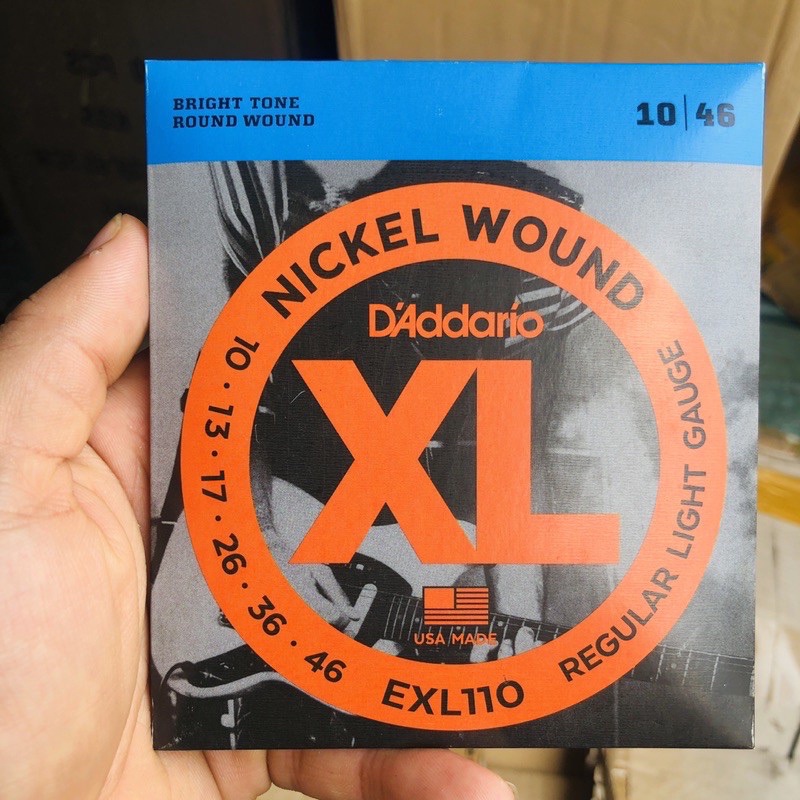 BRIGHT TONE
ROUND WOUND
10|46
NICKEL WOUND
D'Addario
XL
10 · 13 · 17 · 26 · 36 · 46
REGULAR LIGHT GAUGE
USA MADE
EXL110